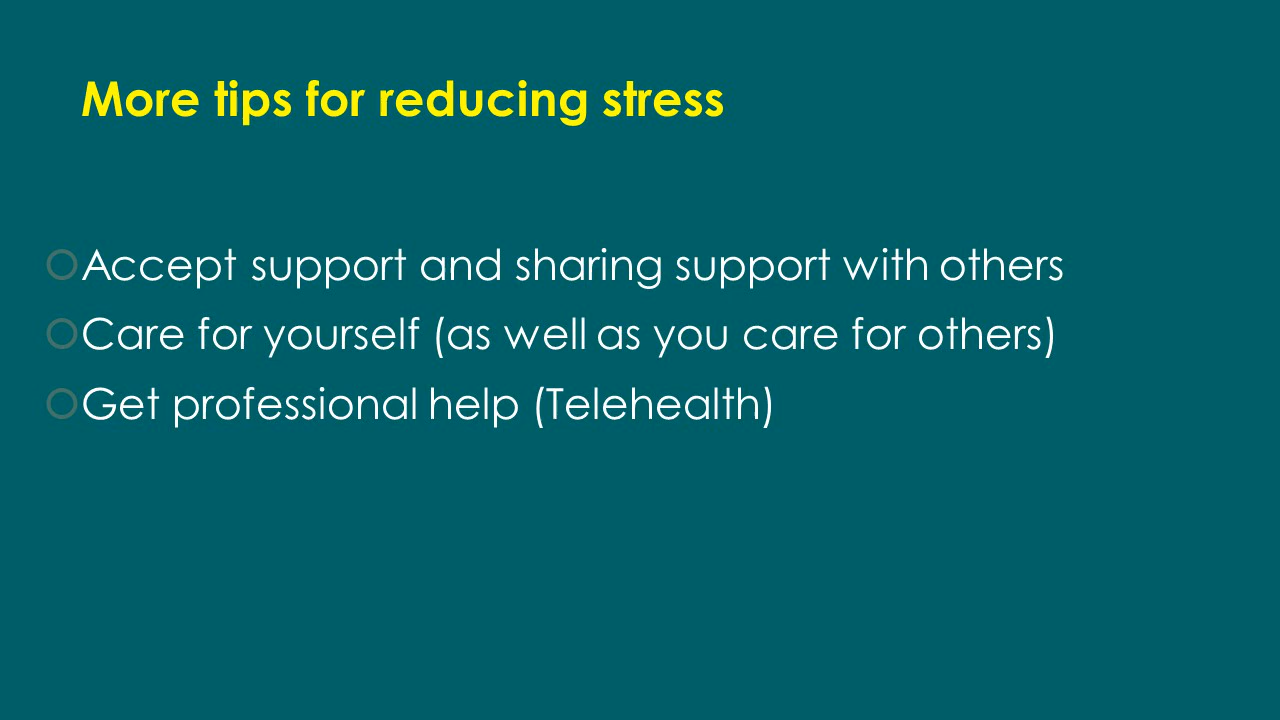 More tips for reducing stress
Accept support and sharing support with others
Care for yourself (as well as you care for others)
Get professional help (Telehealth)